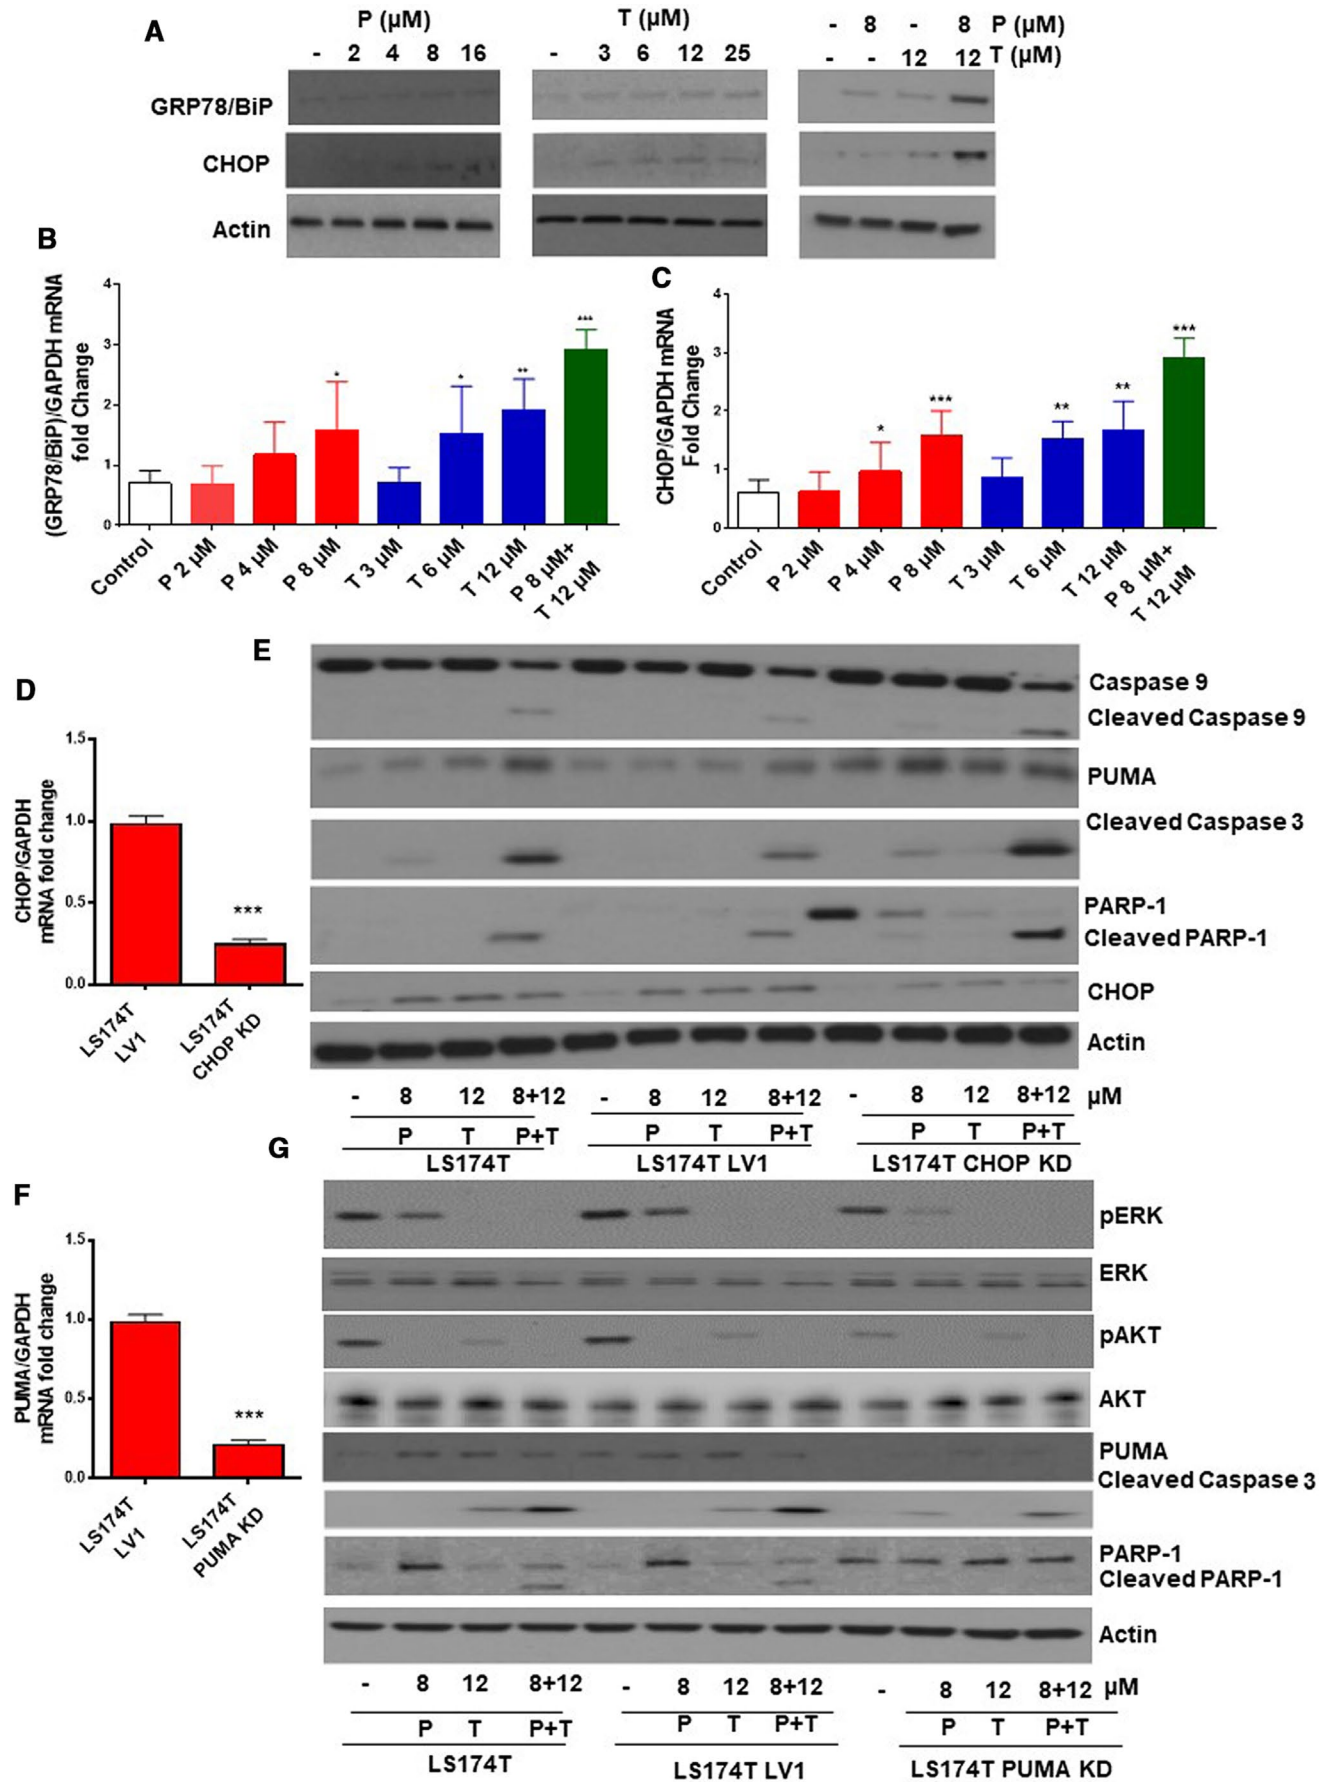 A
P (µM)
- 2 4 8 16
T (µM)
- 3 6 12 25
- 8 - 8 P (µM)
- - 12 12 T (µM)
GRP78/BiP
CHOP
Actin
B
(GRP78/BiP)/GAPDH mRNA
fold Change
4
3
2
1
0
*
*
**
***
Control
P 2 µM
P 4 µM
P 8 µM
T 3 µM
T 6 µM
T 12 µM
P 8 µM+
T 12 µM
C
CHOP/GAPDH mRNA
Fold Change
4
3
2
1
0
*
***
**
**
***
Control
P 2 µM
P 4 µM
P 8 µM
T 3 µM
T 6 µM
T 12 µM
P 8 µM+
T 12 µM
D
CHOP/GAPDH
mRNA fold change
1.5
1.0
0.5
0.0
***
LS174T
LV1
LS174T
CHOP KD
E
Caspase 9
Cleaved Caspase 9
PUMA
Cleaved Caspase 3
PARP-1
Cleaved PARP-1
CHOP
Actin
- 8 12 8+12 - 8 12 8+12 - 8 12 8+12 µM
P T P+T P T P+T P T P+T
LS174T LS174T LV1 LS174T CHOP KD
F
PUMA/GAPDH
mRNA fold change
1.5
1.0
0.5
0.0
***
LS174T
LV1
LS174T
PUMA KD
G
pERK
ERK
pAKT
AKT
PUMA
Cleaved Caspase 3
PARP-1
Cleaved PARP-1
Actin
- 8 12 8+12 - 8 12 8+12 - 8 12 8+12 µM
P T P+T P T P+T P T P+T
LS174T LS174T LV1 LS174T PUMA KD